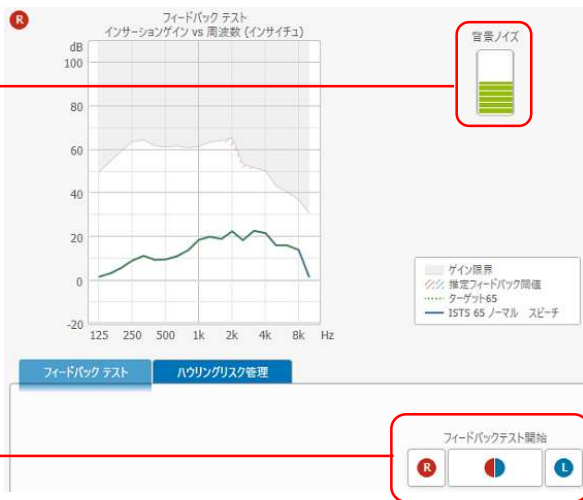 R
フィードバック テスト
インサーションゲイン vs 周波数 (インサイチュ)
背景ノイズ
dB
100
80
60
40
20
0
-20
125 250 500 1k 2k 4k 8k Hz
ゲイン限界
推定フィードバック閾値
ターゲット65
ISTS 65 ノーマル スピーチ
フィードバック テスト
ハウリングリスク管理
フィードバックテスト開始
R
L